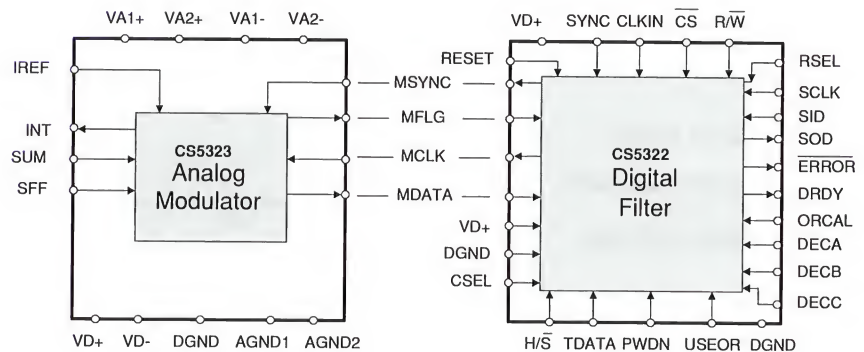 VA1+ VA2+ VA1- VA2-
IREF
INT
SUM
SFF
CS5323
Analog
Modulator
VD+ VD- DGND AGND1 AGND2
MSYNC
MFLG
MCLK
MDATA
VD+ SYNC CLKIN C̅S̅ R/W̅
RESET
VD+
DGND
CSEL
CS5322
Digital
Filter
RSEL
SCLK
SID
SOD
E̅R̅R̅O̅R̅
DRDY
ORCAL
DECA
DECB
DECC
H/S̅ TDATA PWDN USEOR DGND